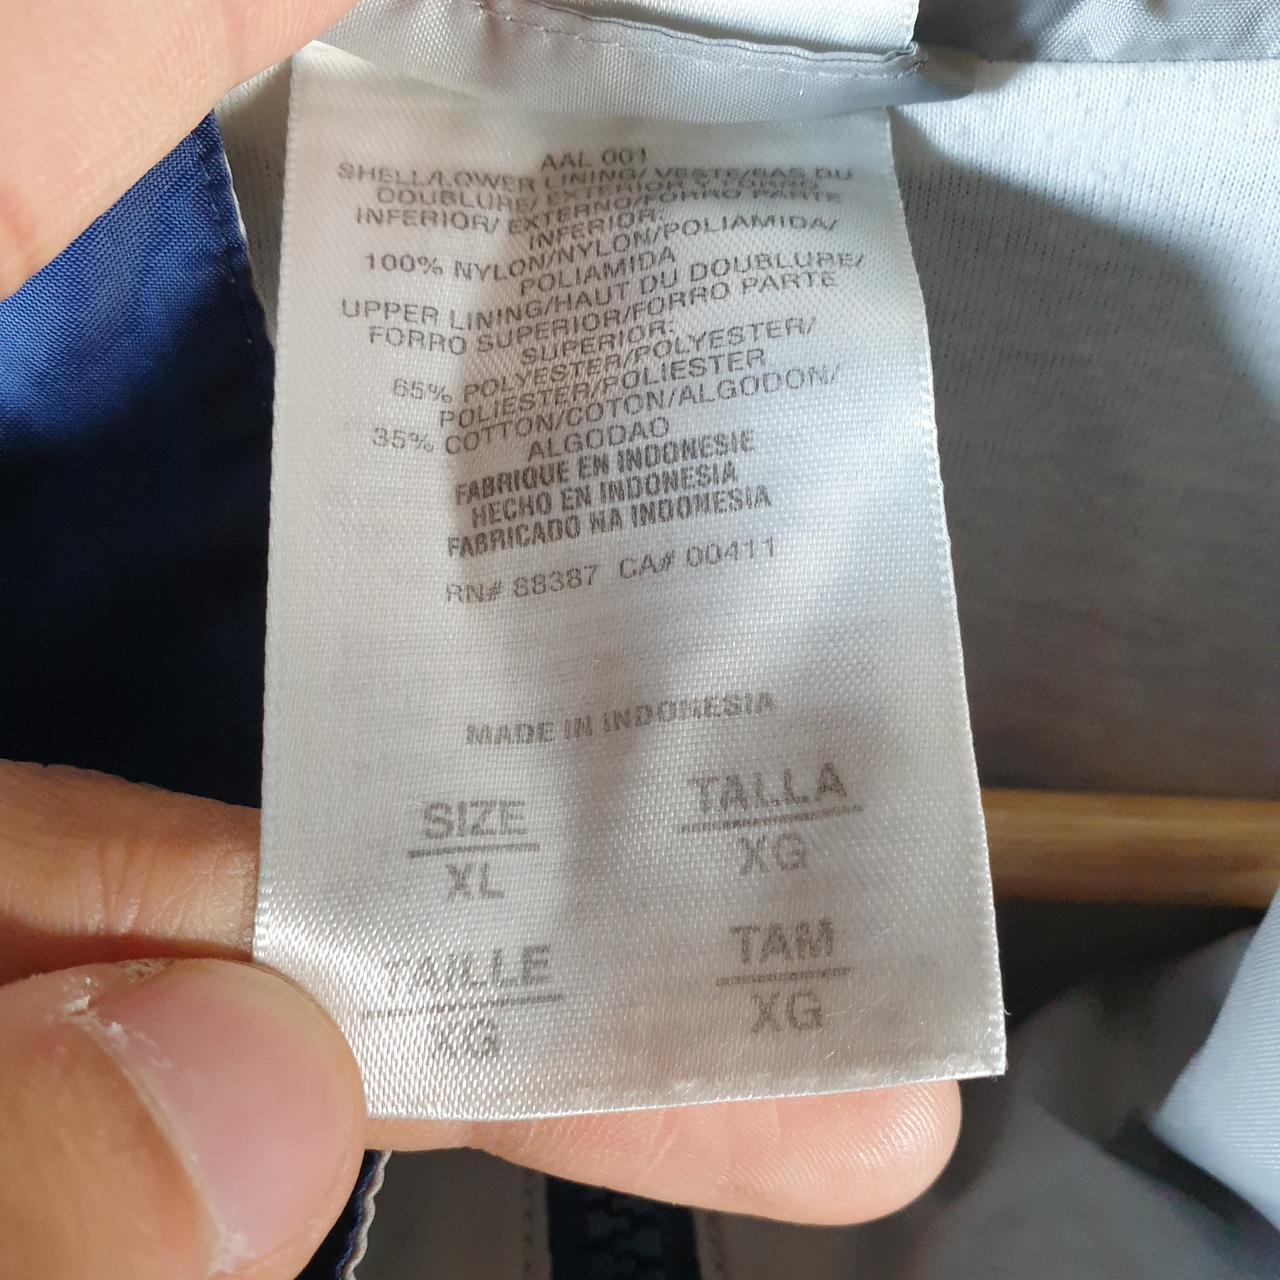 AAL 001
SHELL/LOWER LINING/ VESTE/BAS DU
DOUBLURE/ EXTERIOR Y FORRO
INFERIOR/ EXTERNO/FORRO PARTE
INFERIOR:
100% NYLON/NYLON/POLIAMIDA/
POLIAMIDA
UPPER LINING/HAUT DU DOUBLURE/
FORRO SUPERIOR/FORRO PARTE
SUPERIOR:
65% POLYESTER/POLYESTER/
POLIESTER/POLIESTER
35% COTTON/COTON/ALGODON/
ALGODAO
FABRIQUE EN INDONESIE
HECHO EN INDONESIA
FABRICADO NA INDONESIA
RN# 88387 CA# 00411
MADE IN INDONESIA
SIZE TALLA
XL XG
TAILLE TAM
XG XG